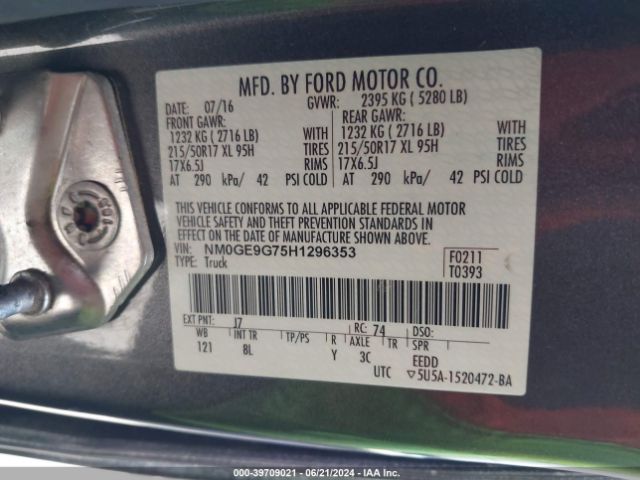 MFD. BY FORD MOTOR CO.
DATE: 07/16 GVWR: 2395 KG ( 5280 LB)
FRONT GAWR: REAR GAWR:
1232 KG ( 2716 LB) WITH 1232 KG ( 2716 LB) WITH
215/50R17 XL 95H TIRES 215/50R17 XL 95H TIRES
17X6.5J RIMS 17X6.5J RIMS
AT 290 kPa/ 42 PSI COLD AT 290 kPa/ 42 PSI COLD
THIS VEHICLE CONFORMS TO ALL APPLICABLE FEDERAL MOTOR
VEHICLE SAFETY AND THEFT PREVENTION STANDARDS IN
EFFECT ON THE DATE OF MANUFACTURE SHOWN ABOVE.
VIN: NM0GE9G75H1296353 F0211
TYPE: Truck T0393
EXT PNT: J7 RC: 74 DSO:
WB INT TR TP/PS R AXLE TR SPR
121 8L Y 3C EEDD
UTC ▽5U5A-1520472-BA
000-39709021 - 06/21/2024 - IAA Inc.